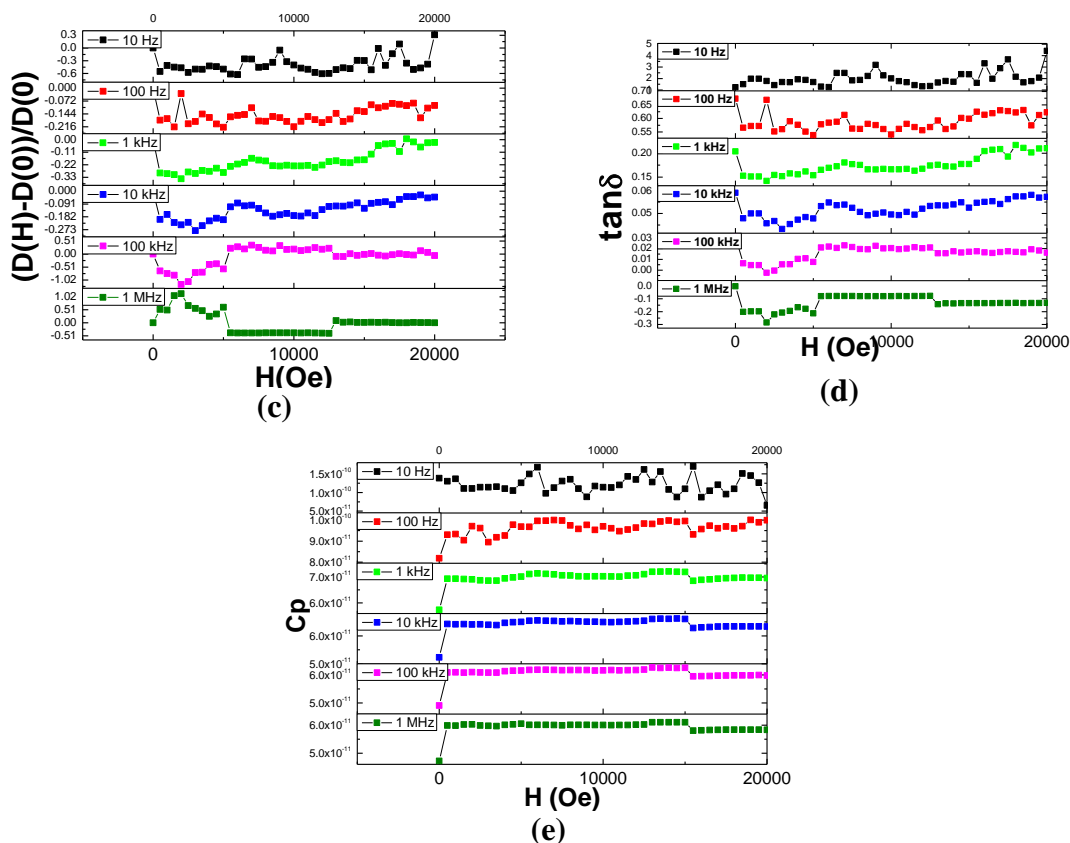 0 10000 20000
(D(H)-D(0))/D(0)
0.3
0.0
-0.3
-0.6
10 Hz
0.000
-0.072
-0.144
-0.216
100 Hz
0.00
-0.11
-0.22
-0.33
1 kHz
0.000
-0.091
-0.182
-0.273
10 kHz
0.51
0.00
-0.51
-1.02
100 kHz
1.02
0.51
0.00
-0.51
1 MHz
0 10000 20000
H(Oe)
(c)
tanδ
5
4
3
2
1
10 Hz
0.70
0.65
0.60
0.55
100 Hz
0.20
0.15
1 kHz
0.06
0.05
10 kHz
0.03
0.02
0.01
0.00
100 kHz
0.0
-0.1
-0.2
-0.3
1 MHz
0 10000 20000
H (Oe)
(d)
0 10000 20000
Cp
1.5x10⁻¹⁰
1.0x10⁻¹⁰
5.0x10⁻¹¹
10 Hz
1.0x10⁻¹⁰
9.0x10⁻¹¹
8.0x10⁻¹¹
100 Hz
7.0x10⁻¹¹
6.0x10⁻¹¹
1 kHz
6.0x10⁻¹¹
5.0x10⁻¹¹
10 kHz
6.0x10⁻¹¹
5.0x10⁻¹¹
100 kHz
6.0x10⁻¹¹
5.0x10⁻¹¹
1 MHz
0 10000 20000
H (Oe)
(e)